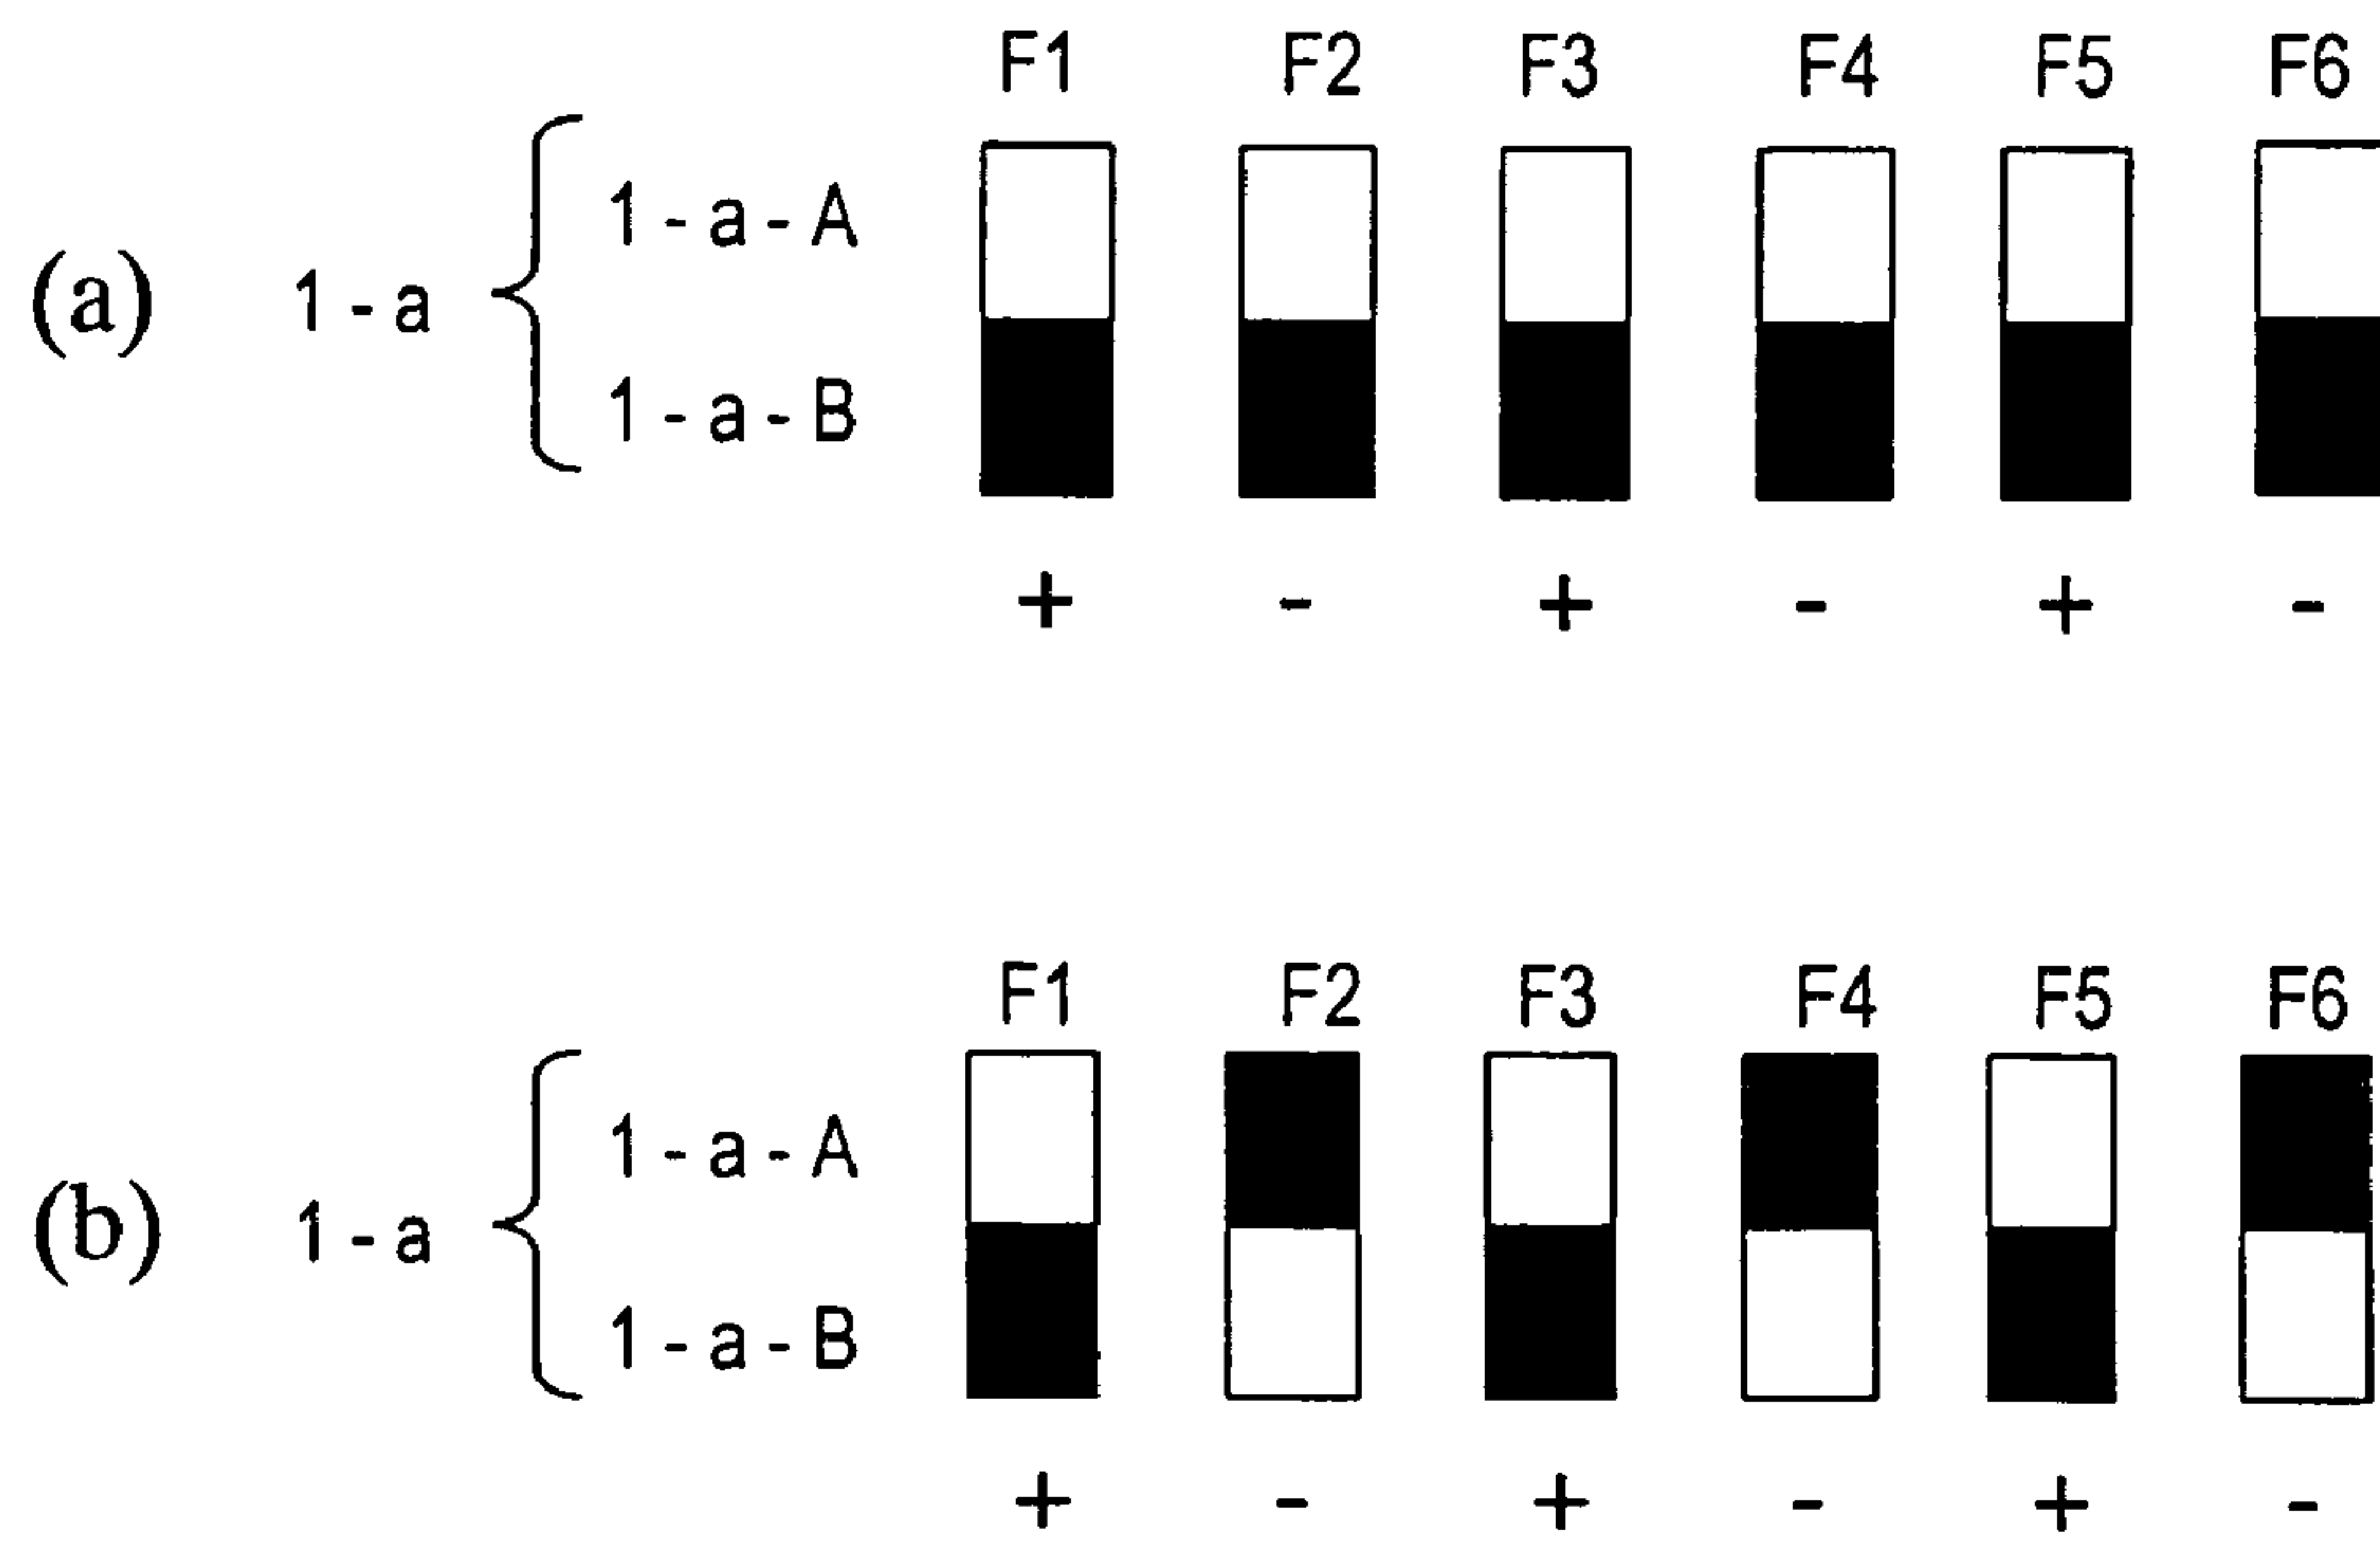 F1 F2 F3 F4 F5 F6
1-a-A
(a) 1-a
1-a-B
+ - + - + -
F1 F2 F3 F4 F5 F6
1-a-A
(b) 1-a
1-a-B
+ - + - + -